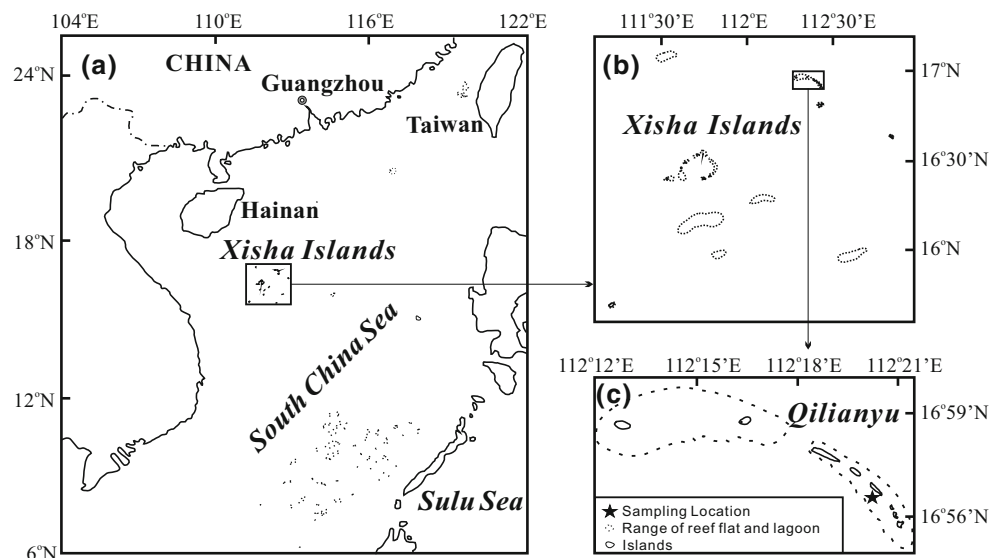 104°E 110°E 116°E 122°E
(a)
CHINA
Guangzhou
24°N
Taiwan
Hainan
18°N
Xisha Islands
South China Sea
12°N
Sulu Sea
6°N
111°30'E 112°E 112°30'E
(b)
17°N
Xisha Islands
16°30'N
16°N
112°12'E 112°15'E 112°18'E 112°21'E
(c)
Qilianyu
16°59'N
Sampling Location
Range of reef flat and lagoon
Islands
16°56'N